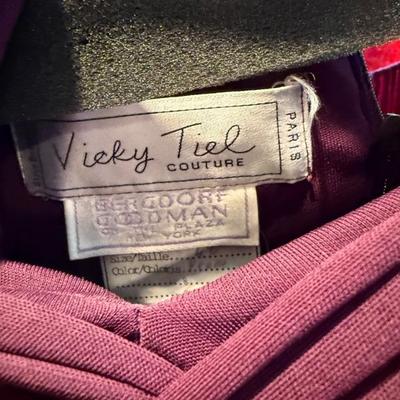 Vicky Tiel
COUTURE
PARIS
BERGDORF
GOODMAN
ON THE PLAZA
NEW YORK
Size/Taille
Color/Coloris